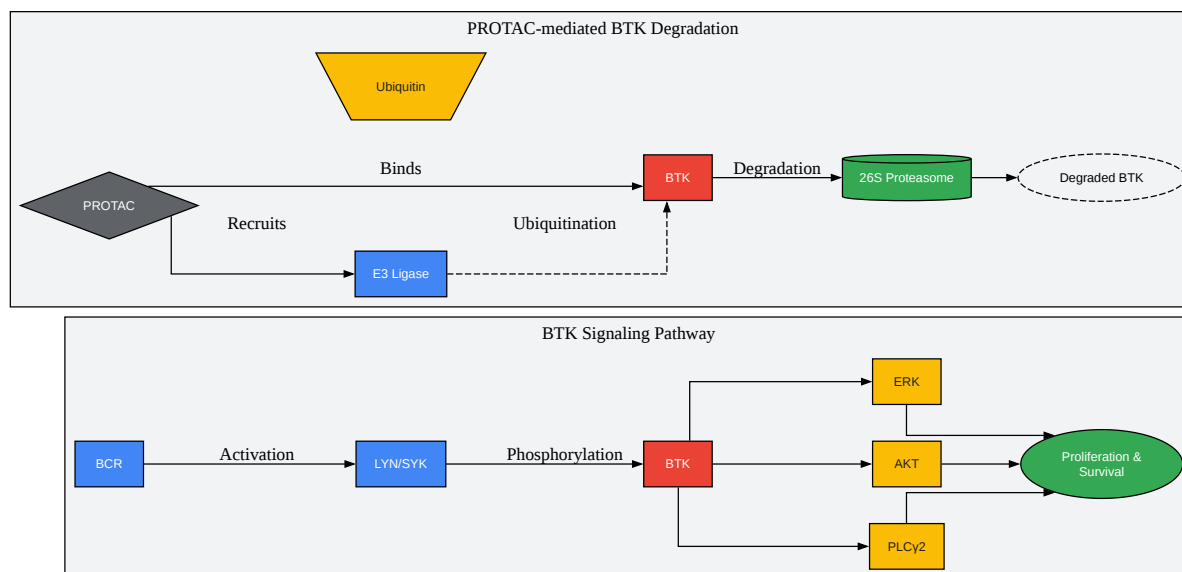 PROTAC-mediated BTK Degradation
Ubiquitin
Binds
BTK
Degradation
26S Proteasome
Degraded BTK
PROTAC
Recruits
Ubiquitination
E3 Ligase
BTK Signaling Pathway
ERK
BCR
Activation
LYN/SYK
Phosphorylation
BTK
AKT
Proliferation &
Survival
PLCγ2